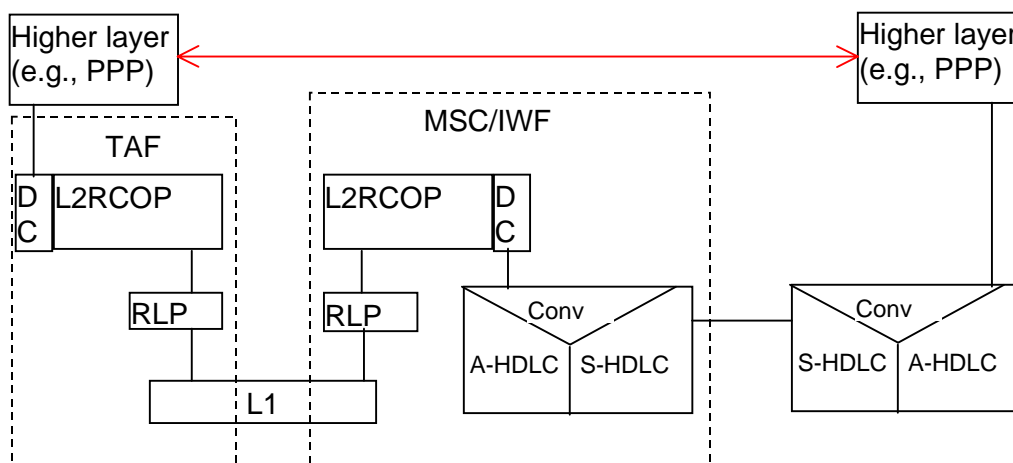 Higher layer
(e.g., PPP)
Higher layer
(e.g., PPP)
TAF
MSC/IWF
D
C
L2RCOP
L2RCOP
D
C
RLP
RLP
Conv
A-HDLC
S-HDLC
Conv
S-HDLC
A-HDLC
L1